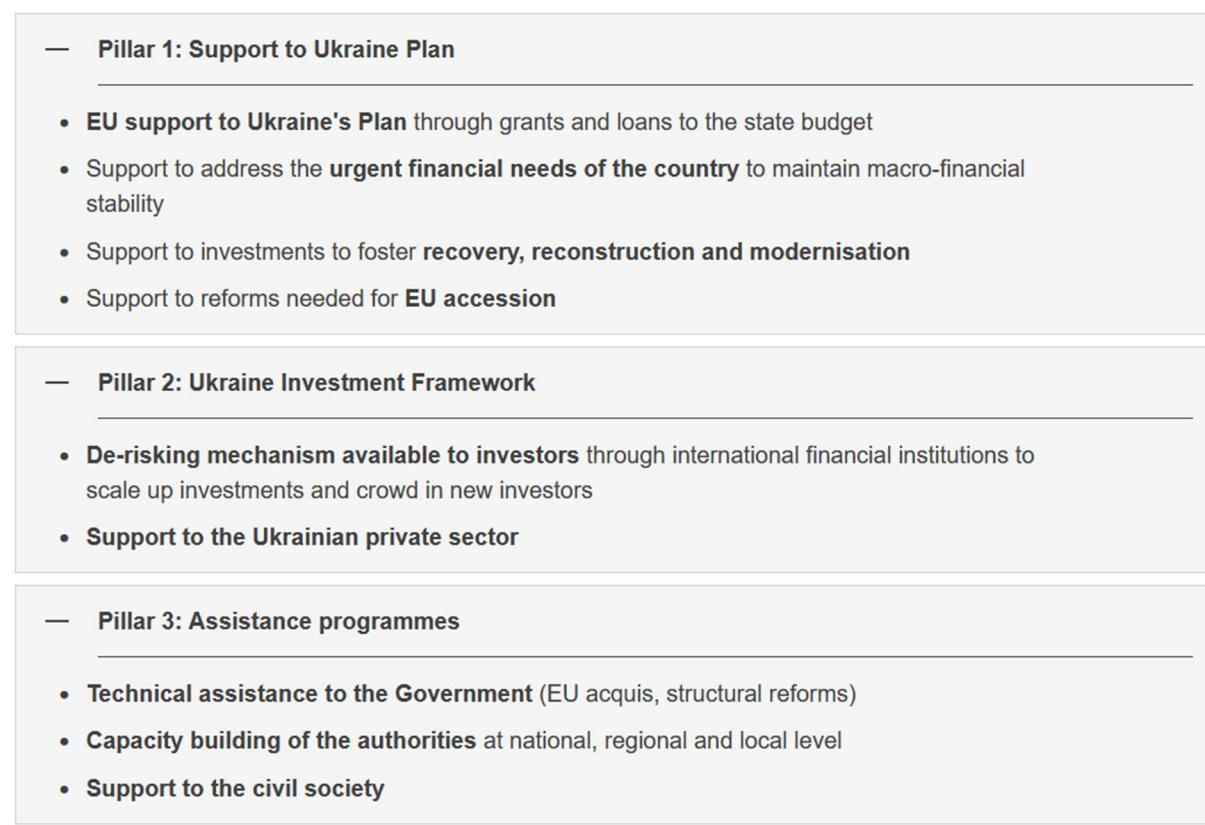 — Pillar 1: Support to Ukraine Plan
• EU support to Ukraine's Plan through grants and loans to the state budget
• Support to address the urgent financial needs of the country to maintain macro-financial
stability
• Support to investments to foster recovery, reconstruction and modernisation
• Support to reforms needed for EU accession
— Pillar 2: Ukraine Investment Framework
• De-risking mechanism available to investors through international financial institutions to
scale up investments and crowd in new investors
• Support to the Ukrainian private sector
— Pillar 3: Assistance programmes
• Technical assistance to the Government (EU acquis, structural reforms)
• Capacity building of the authorities at national, regional and local level
• Support to the civil society